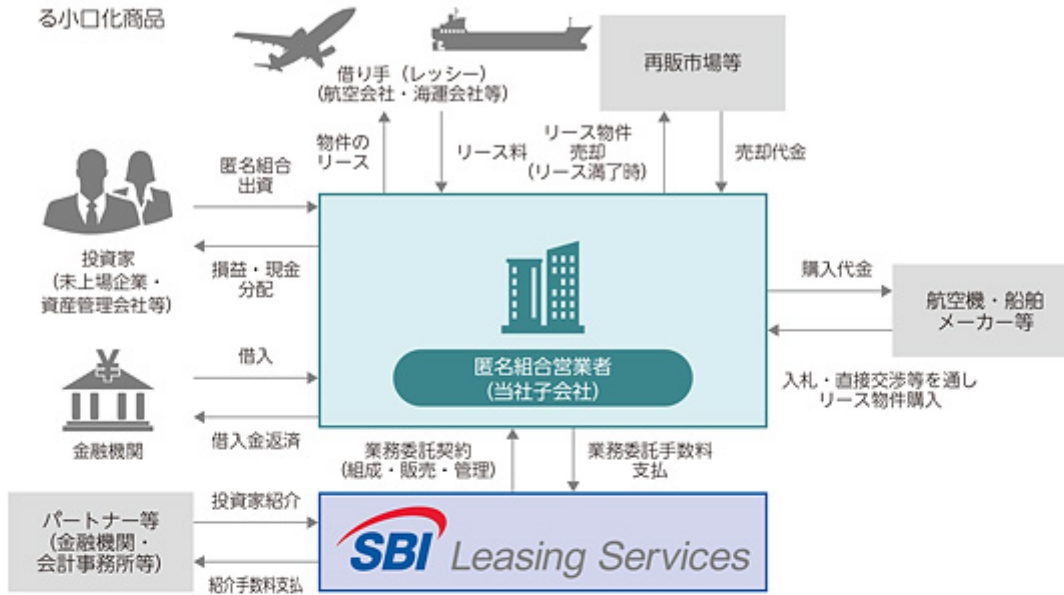 る小口化商品
借り手（レッシー）
（航空会社・海運会社等）
再販市場等
物件の
リース
リース料
リース物件
売却
（リース満了時）
売却代金
匿名組合
出資
投資家
（未上場企業・
資産管理会社等）
損益・現金
分配
購入代金
航空機・船舶
メーカー等
入札・直接交渉等を通し
リース物件購入
¥
借入
金融機関
借入金返済
匿名組合営業者
（当社子会社）
業務委託契約
（組成・販売・管理）
業務委託手数料
支払
パートナー等
（金融機関・
会計事務所等）
投資家紹介
紹介手数料支払
SBI Leasing Services